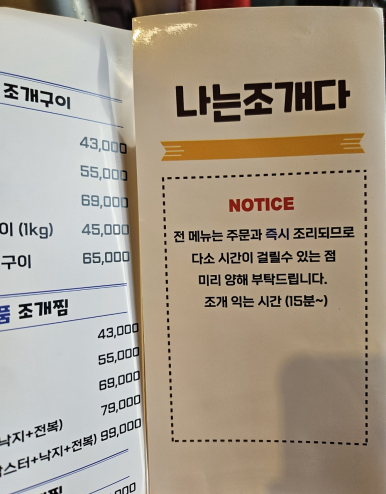 조개구이
43,000
55,000
69,000
이 (1kg) 45,000
구이 65,000
품 조개찜
43,000
55,000
69,000
79,000
낙지+전복)
스터+낙지+전복) 99,000
나는조개다
NOTICE
전 메뉴는 주문과 즉시 조리되므로
다소 시간이 걸릴수 있는 점
미리 양해 부탁드립니다.
조개 익는 시간 (15분~)